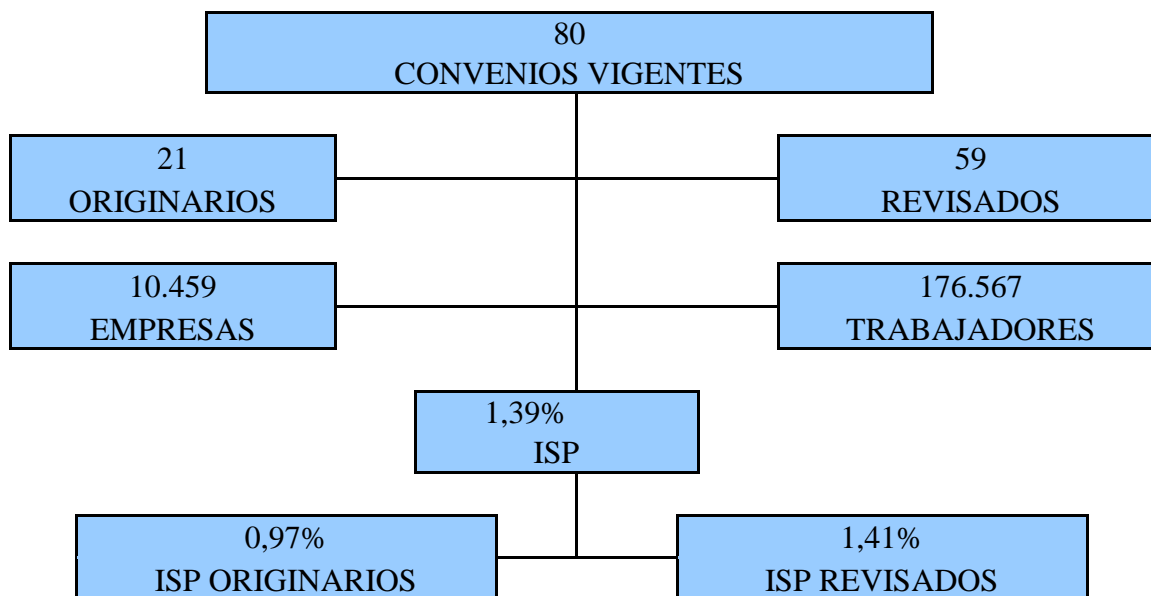 80
CONVENIOS VIGENTES
21
ORIGINARIOS
59
REVISADOS
10.459
EMPRESAS
176.567
TRABAJADORES
1,39%
ISP
0,97%
ISP ORIGINARIOS
1,41%
ISP REVISADOS